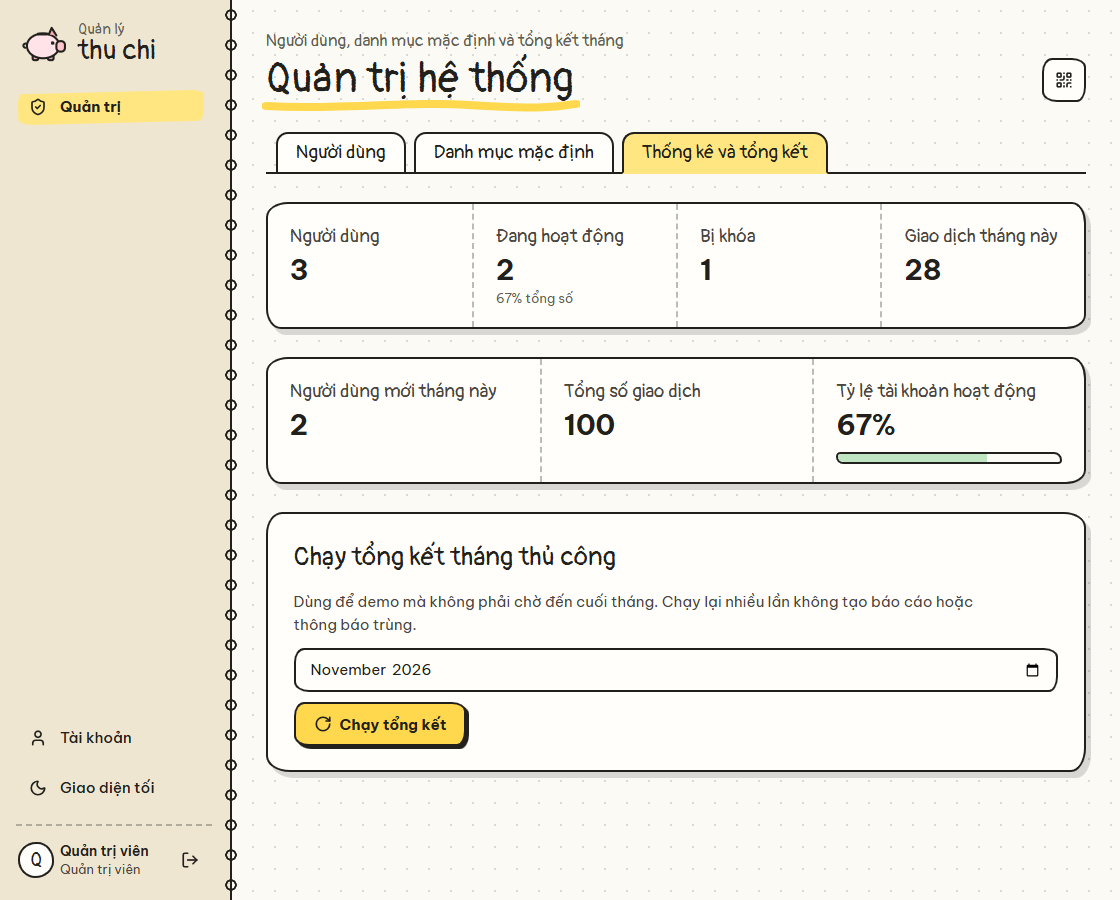 Quản lý
thu chi
Quản trị
Tài khoản
Giao diện tối
Q
Quản trị viên
Quản trị viên
Người dùng, danh mục mặc định và tổng kết tháng
Quản trị hệ thống
Người dùng
Danh mục mặc định
Thống kê và tổng kết
Người dùng
3
Đang hoạt động
2
67% tổng số
Bị khóa
1
Giao dịch tháng này
28
Người dùng mới tháng này
2
Tổng số giao dịch
100
Tỷ lệ tài khoản hoạt động
67%
Chạy tổng kết tháng thủ công
Dùng để demo mà không phải chờ đến cuối tháng. Chạy lại nhiều lần không tạo báo cáo hoặc
thông báo trùng.
November 2026
Chạy tổng kết